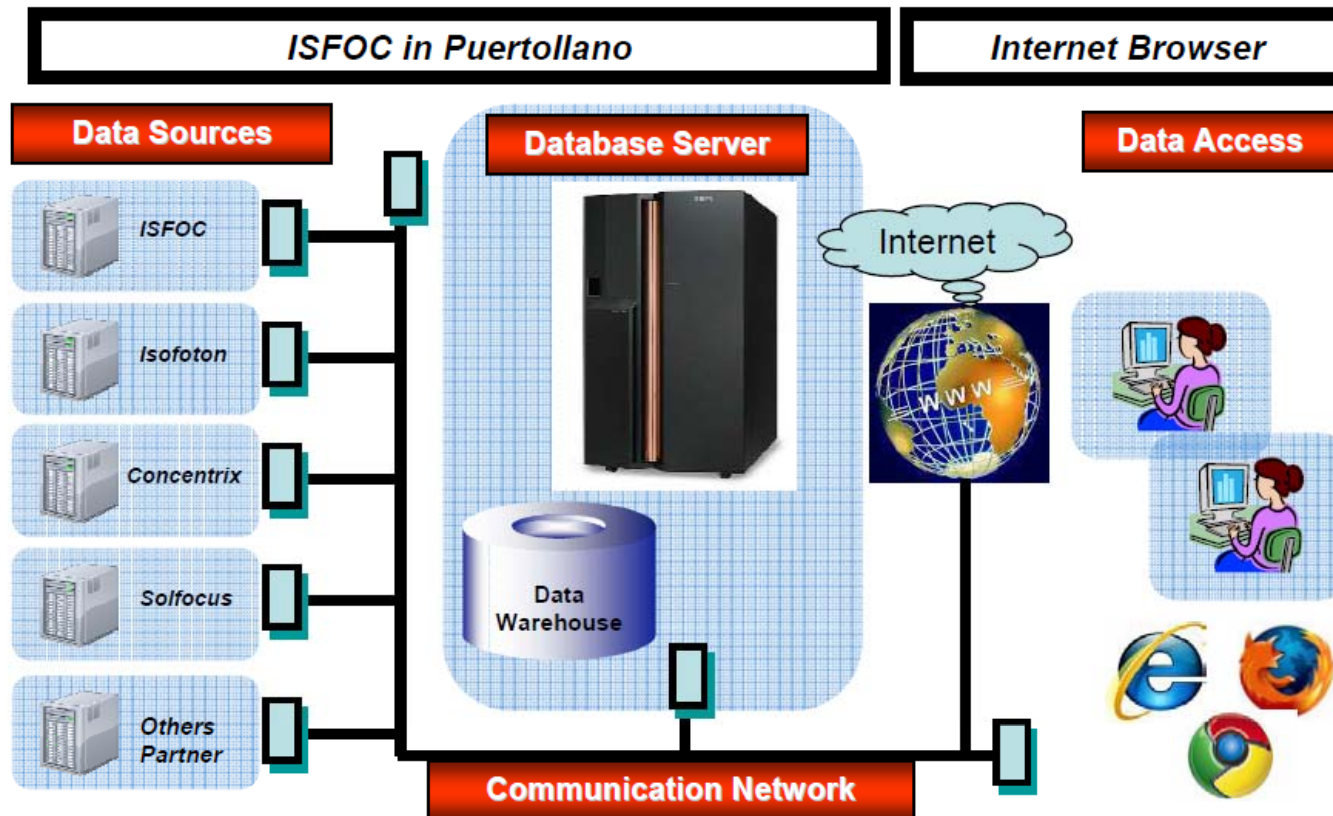 ISFOC in Puertollano
Internet Browser
Data Sources
Database Server
Data Access
ISFOC
Isofoton
Concentrix
Solfocus
Others
Partner
IBM
Data
Warehouse
Internet
WWW
Communication Network